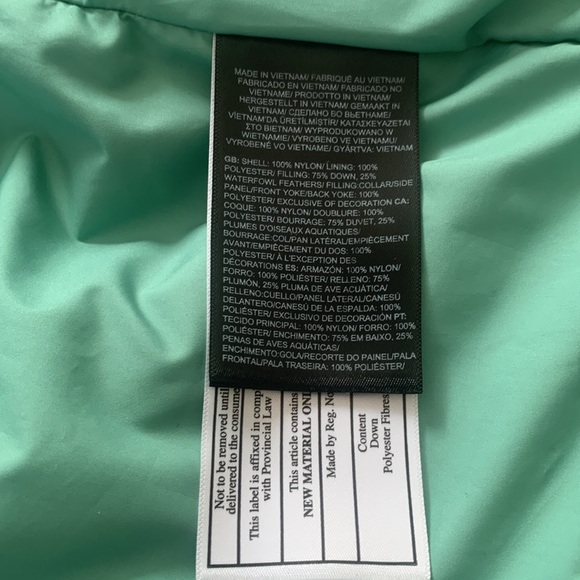 MADE IN VIETNAM/ FABRIQUÉ AU VIETNAM/
FABRICADO EN VIETNAM/ FABRICADO NO
VIETNAME/ PRODOTTO IN VIETNAM/
HERGESTELLT IN VIETNAM/ GEMAAKT IN
VIETNAM/ СДЕЛАНО ВО ВЬЕТНАМЕ/
VİETNAM'DA ÜRETİLMİŞTİR/ ΚΑΤΑΣΚΕΥΑΖΕΤΑΙ
ΣΤΟ ΒΙΕΤΝΑΜ/ WYPRODUKOWANO W
WIETNAMIE/ VYROBENO VE VIETNAMU/
VYROBENÉ VO VIETNAME/ GYÁRTVA: VIETNAM
GB: SHELL: 100% NYLON/ LINING: 100%
POLYESTER/ FILLING: 75% DOWN, 25%
WATERFOWL FEATHERS/ FILLING:COLLAR/SIDE
PANEL/FRONT YOKE/BACK YOKE: 100%
POLYESTER/ EXCLUSIVE OF DECORATION CA:
COQUE: 100% NYLON/ DOUBLURE: 100%
POLYESTER/ BOURRAGE: 75% DUVET, 25%
PLUMES D'OISEAUX AQUATIQUES/
BOURRAGE:COU/PAN LATÉRAL/EMPIÈCEMENT
AVANT/EMPIÈCEMENT DU DOS: 100%
POLYESTER/ À L'EXCEPTION DES
DÉCORATIONS ES: ARMAZÓN: 100% NYLON/
FORRO: 100% POLIÉSTER/ RELLENO: 75%
PLUMÓN, 25% PLUMA DE AVE ACUÁTICA/
RELLENO:CUELLO/PANEL LATERAL/CANESÚ
DELANTERO/CANESÚ DE LA ESPALDA: 100%
POLIÉSTER/ EXCLUSIVO DE DECORACIÓN PT:
TECIDO PRINCIPAL: 100% NYLON/ FORRO: 100%
POLIÉSTER/ ENCHIMENTO: 75% EM BAIXO, 25%
PENAS DE AVES AQUÁTICAS/
ENCHIMENTO:GOLA/RECORTE DO PAINEL/PALA
FRONTAL/PALA TRASEIRA: 100% POLIÉSTER/
Not to be removed until
delivered to the consume
This label is affixed in comp
with Provincial Law
This article contains
NEW MATERIAL ONL
Made by Reg. No
Content
Down
Polyester Fibres